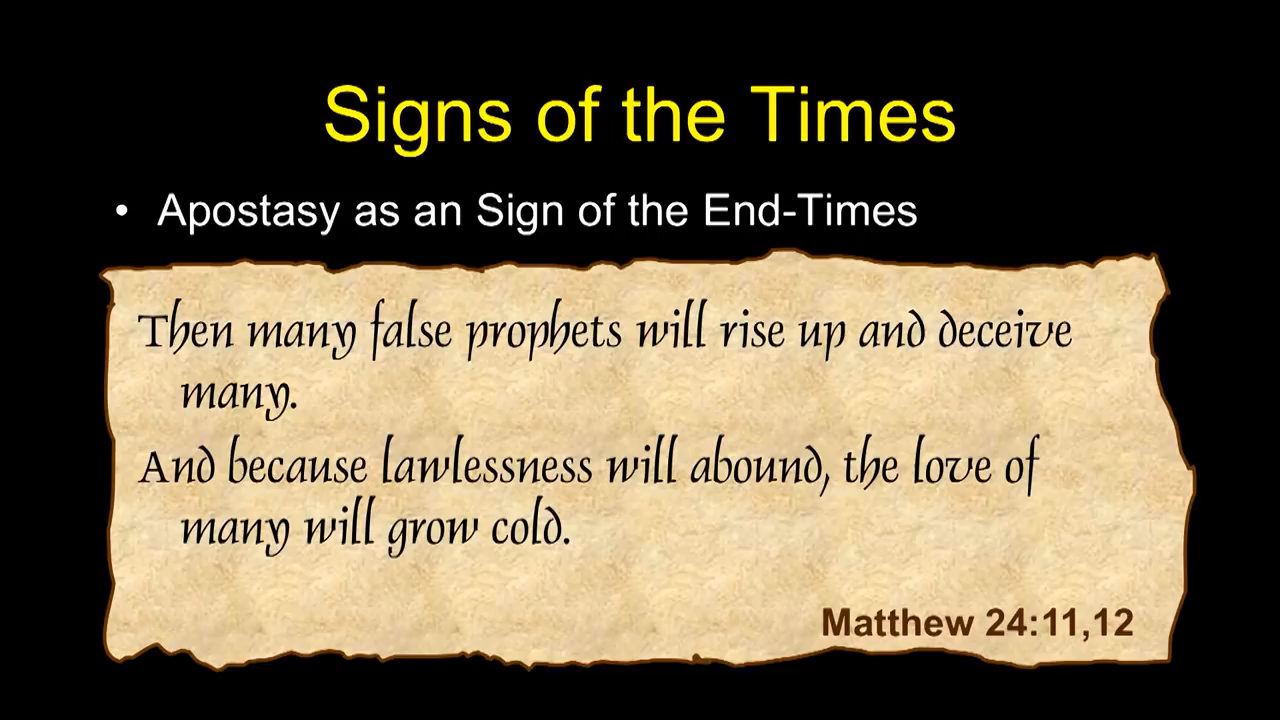 Signs of the Times
• Apostasy as an Sign of the End-Times
Then many false prophets will rise up and deceive
many.
And because lawlessness will abound, the love of
many will grow cold.
Matthew 24:11,12